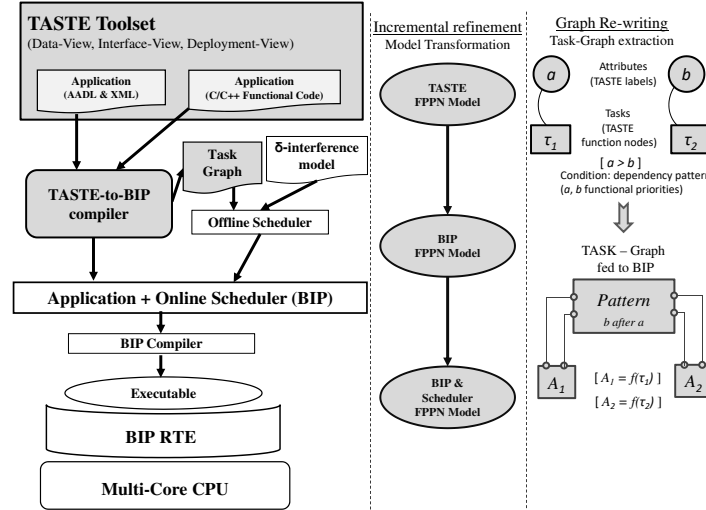 TASTE Toolset
(Data-View, Interface-View, Deployment-View)
Application
(AADL & XML)
Application
(C/C++ Functional Code)
TASTE-to-BIP
compiler
Task
Graph
δ-interference
model
Offline Scheduler
Application + Online Scheduler (BIP)
BIP Compiler
Executable
BIP RTE
Multi-Core CPU
Incremental refinement
Model Transformation
TASTE
FPPN Model
BIP
FPPN Model
BIP &
Scheduler
FPPN Model
Graph Re-writing
Task-Graph extraction
a
Attributes
(TASTE labels)
b
τ1
Tasks
(TASTE
function nodes)
τ2
[ a > b ]
Condition: dependency pattern
(a, b functional priorities)
TASK – Graph
fed to BIP
Pattern
b after a
A1
[ A1 = f(τ1) ]
[ A2 = f(τ2) ]
A2